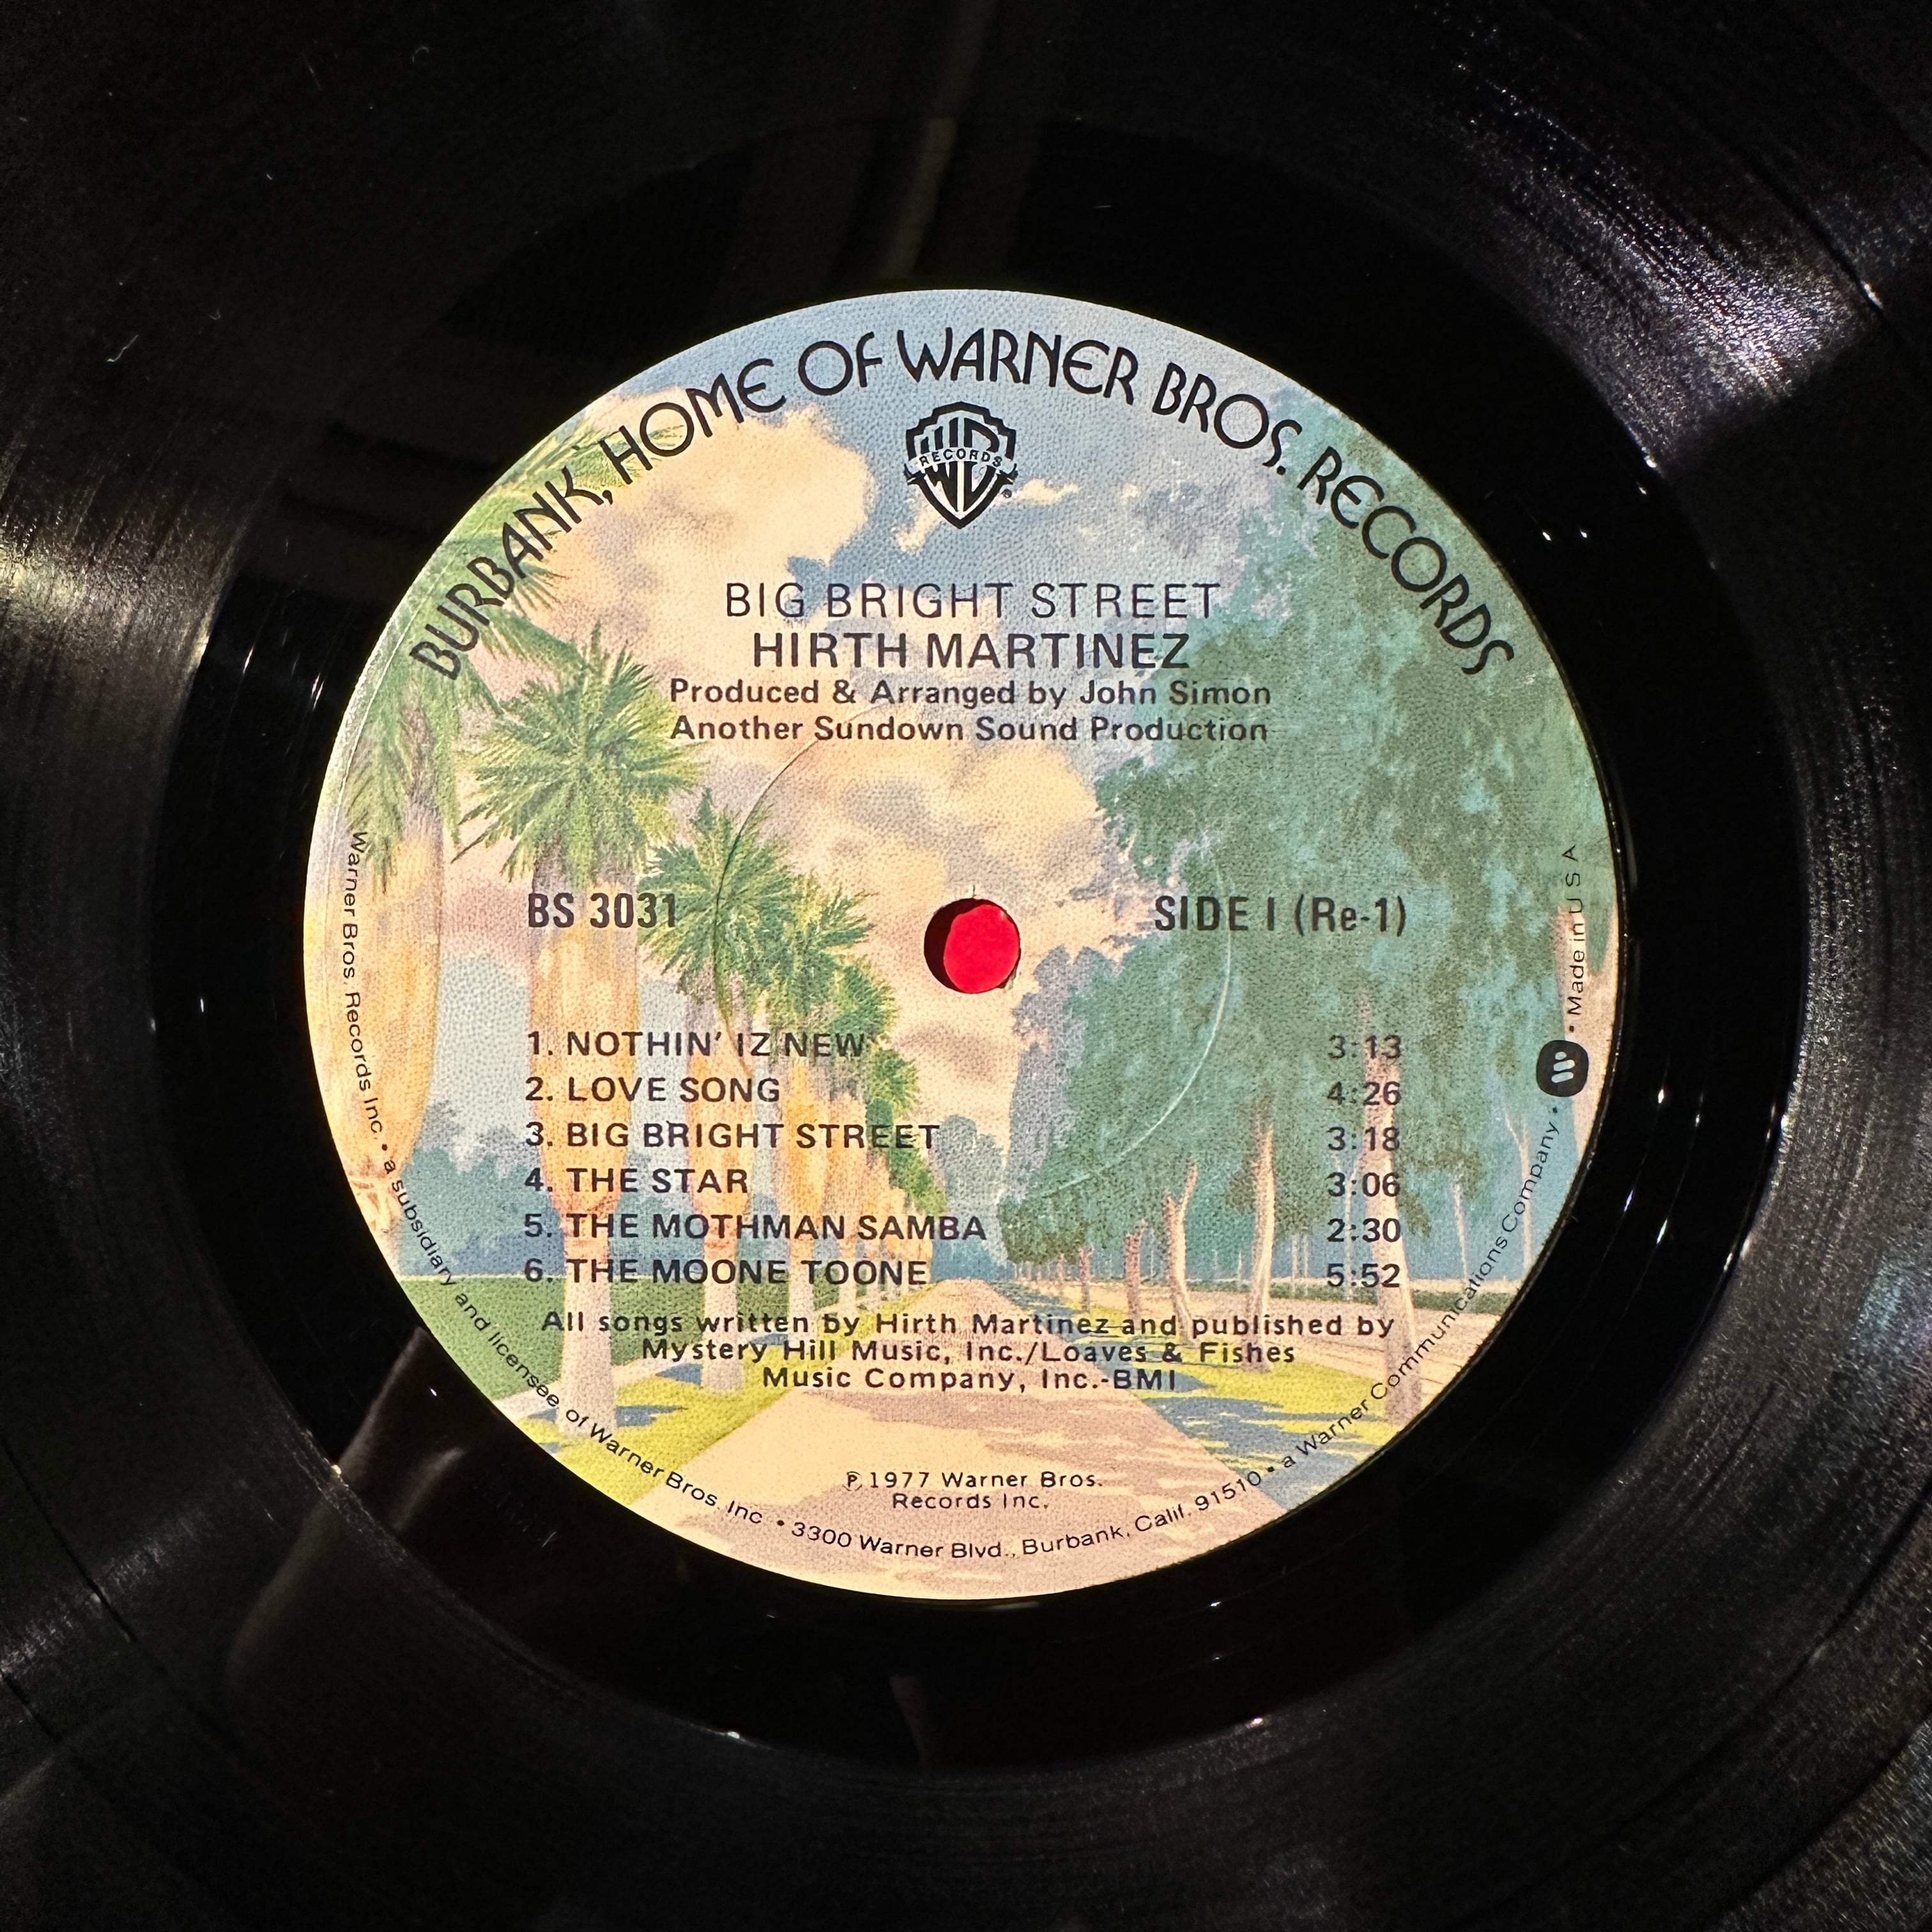 BURBANK, HOME OF WARNER BROS. RECORDS
WB
RECORDS
®
BIG BRIGHT STREET
HIRTH MARTINEZ
Produced & Arranged by John Simon
Another Sundown Sound Production
BS 3031
SIDE I (Re-1)
1. NOTHIN' IZ NEW 3:13
2. LOVE SONG 4:26
3. BIG BRIGHT STREET 3:18
4. THE STAR 3:06
5. THE MOTHMAN SAMBA 2:30
6. THE MOONE TOONE 5:52
All songs written by Hirth Martinez and published by
Mystery Hill Music, Inc./Loaves & Fishes
Music Company, Inc.-BMI
℗ 1977 Warner Bros.
Records Inc.
Warner Bros. Records Inc. • a subsidiary and licensee of Warner Bros. Inc • 3300 Warner Blvd., Burbank, Calif. 91510 • a Warner Communications Company • W • Made in U S A